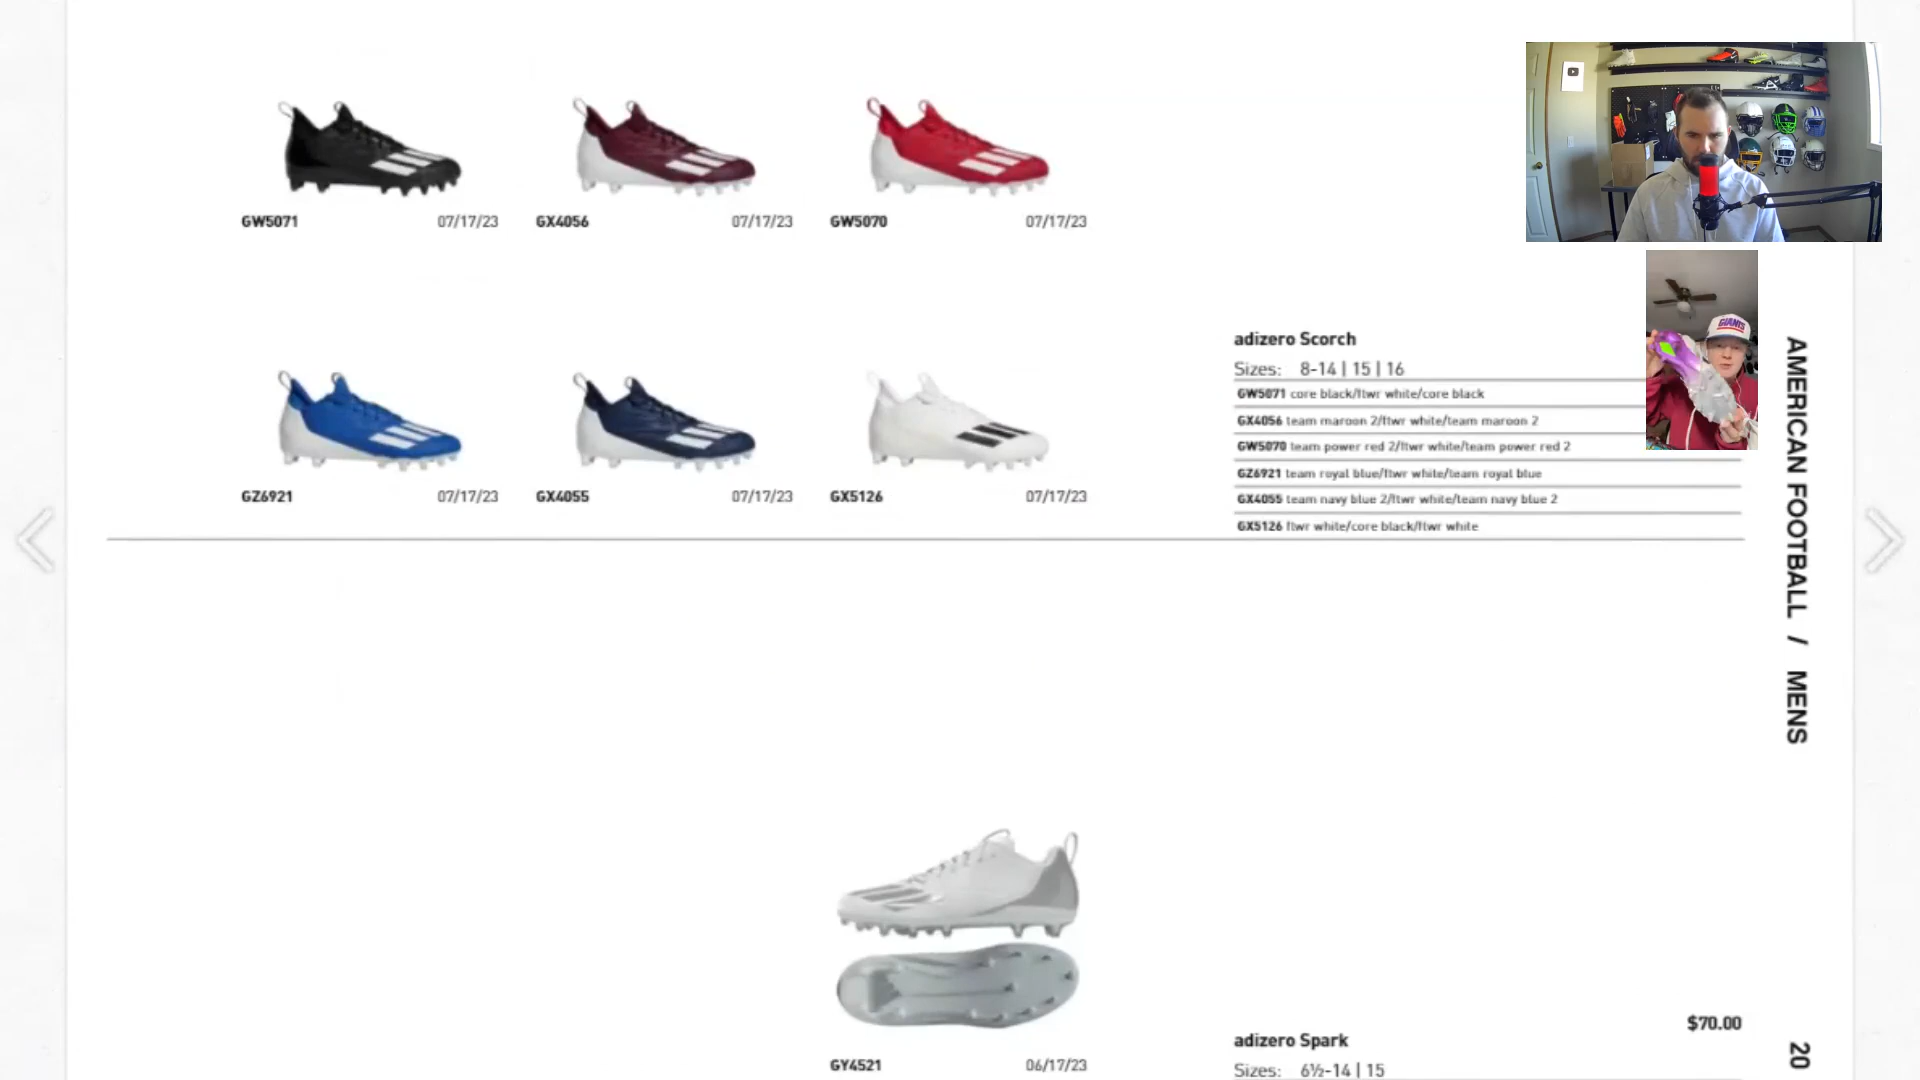 GW5071 07/17/23 GX4056 07/17/23 GW5070 07/17/23
GZ6921 07/17/23 GX4055 07/17/23 GX5126 07/17/23
adizero Scorch
Sizes: 8-14 | 15 | 16
GW5071 core black/ftwr white/core black
GX4056 team maroon 2/ftwr white/team maroon 2
GW5070 team power red 2/ftwr white/team power red 2
GZ6921 team royal blue/ftwr white/team royal blue
GX4055 team navy blue 2/ftwr white/team navy blue 2
GX5126 ftwr white/core black/ftwr white
GIANTS
AMERICAN FOOTBALL / MENS
GY4521 06/17/23
$70.00
adizero Spark
Sizes: 6½-14 | 15
20